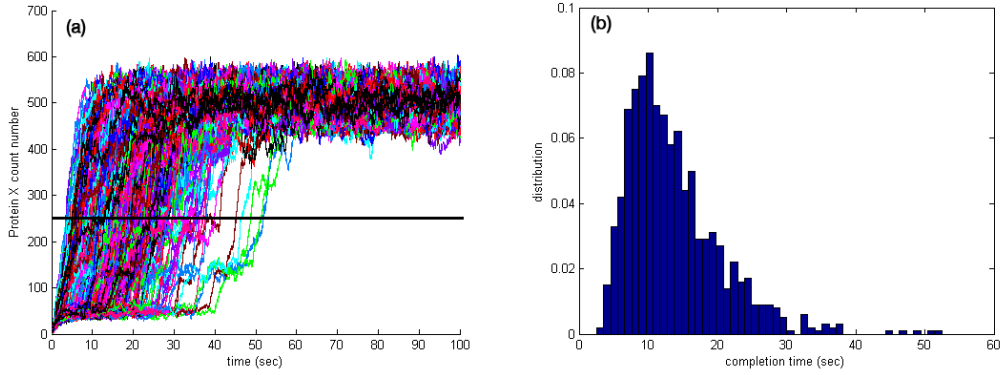 (a)
Protein X count number
700
600
500
400
300
200
100
0
0 10 20 30 40 50 60 70 80 90 100
time (sec)
(b)
distribution
0.1
0.08
0.06
0.04
0.02
0
0 10 20 30 40 50 60
completion time (sec)